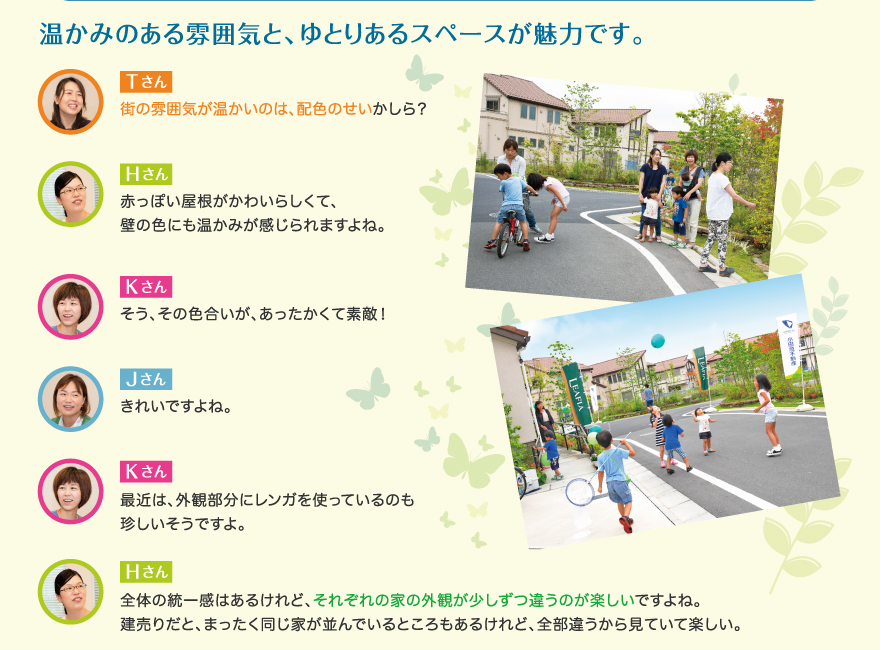 温かみのある雰囲気と、ゆとりあるスペースが魅力です。
Tさん
街の雰囲気が温かいのは、配色のせいかしら?
Hさん
赤っぽい屋根がかわいらしくて、
壁の色にも温かみが感じられますよね。
Kさん
そう、その色合いが、あったかくて素敵!
Jさん
きれいですよね。
Kさん
最近は、外観部分にレンガを使っているのも
珍しいそうですよ。
Hさん
全体の統一感はあるけれど、それぞれの家の外観が少しずつ違うのが楽しいですよね。
建売りだと、まったく同じ家が並んでいるところもあるけれど、全部違うから見ていて楽しい。
LEAFIA
LEAFIA
小田急不動産